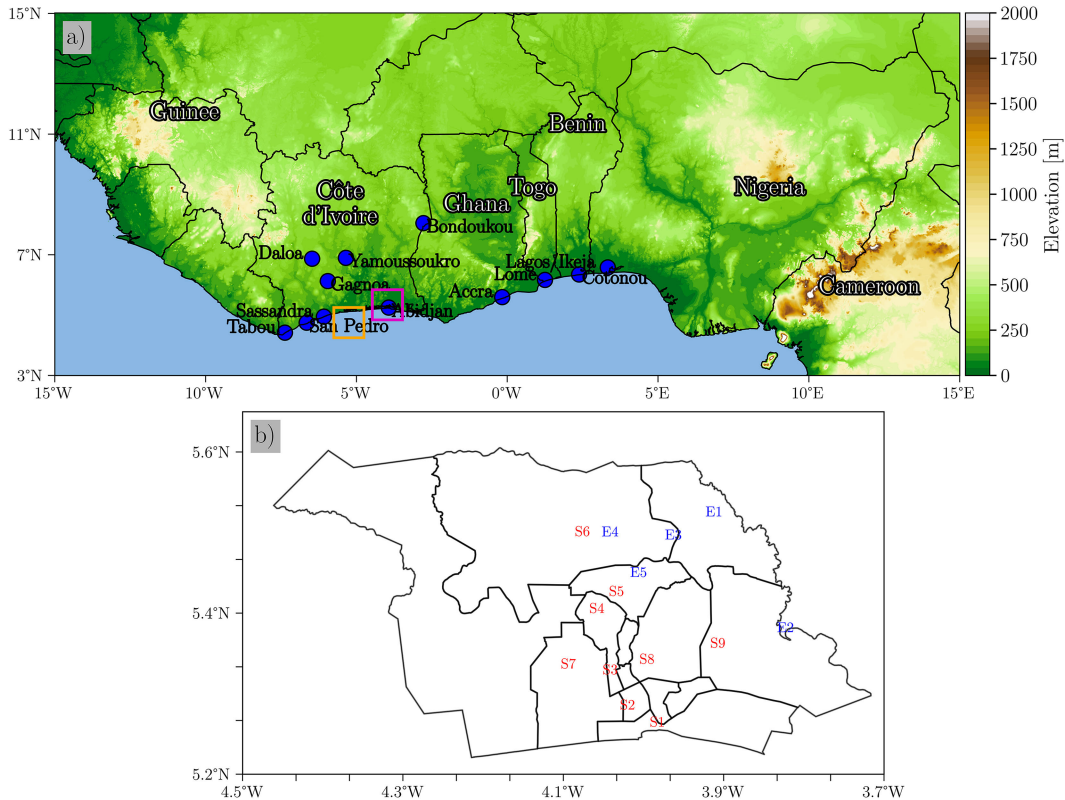 15°N
a)
2000
Guinee
1750
Benin
1500
11°N
Côte
d'Ivoire
Togo
Nigeria
1250
Ghana
Elevation [m]
Bondoukou
1000
7°N
Daloa
Yamoussoukro
Lagos/Ikeja
750
Gagnoa
Lome
Cotonou
Cameroon
Accra
500
Sassandra
Abidjan
Tabou
San Pedro
250
3°N
0
15°W
10°W
5°W
0°W
5°E
10°E
15°E
b)
5.6°N
E1
S6
E4
E3
E5
S5
5.4°N
S4
E2
S9
S7
S3
S8
S2
S1
5.2°N
4.5°W
4.3°W
4.1°W
3.9°W
3.7°W